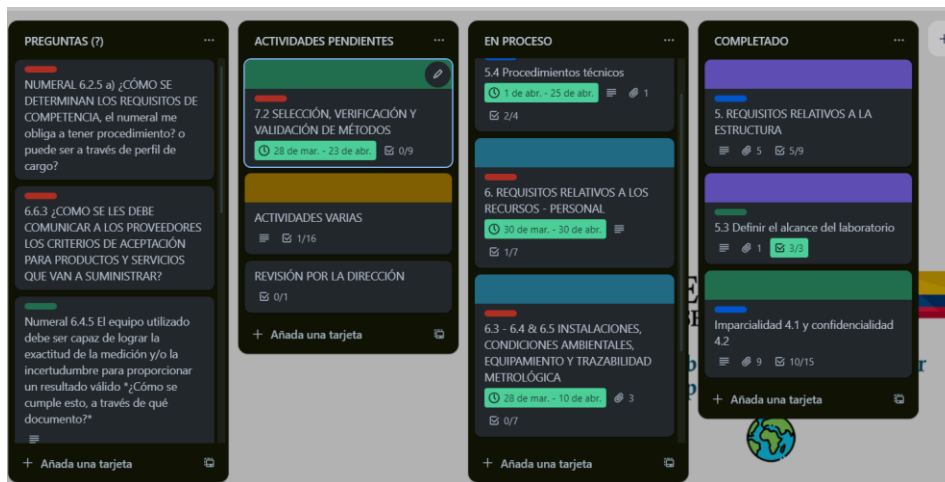 PREGUNTAS (?)
NUMERAL 6.2.5 a) ¿CÓMO SE
DETERMINAN LOS REQUISITOS DE
COMPETENCIA, el numeral me
obliga a tener procedimiento? o
puede ser a través de perfil de
cargo?
6.6.3 ¿COMO SE LES DEBE
COMUNICAR A LOS PROVEEDORES
LOS CRITERIOS DE ACEPTACIÓN
PARA PRODUCTOS Y SERVICIOS
QUE VAN A SUMINISTRAR?
Numeral 6.4.5 El equipo utilizado
debe ser capaz de lograr la
exactitud de la medición y/o la
incertidumbre para proporcionar
un resultado válido *¿Cómo se
cumple esto, a través de qué
documento?*
+ Añada una tarjeta
ACTIVIDADES PENDIENTES
7.2 SELECCIÓN, VERIFICACIÓN Y
VALIDACIÓN DE MÉTODOS
28 de mar. - 23 de abr. 0/9
ACTIVIDADES VARIAS
1/16
REVISIÓN POR LA DIRECCIÓN
0/1
+ Añada una tarjeta
EN PROCESO
5.4 Procedimientos técnicos
1 de abr. - 25 de abr. 1
2/4
6. REQUISITOS RELATIVOS A LOS
RECURSOS - PERSONAL
30 de mar. - 30 de abr.
1/7
6.3 - 6.4 & 6.5 INSTALACIONES,
CONDICIONES AMBIENTALES,
EQUIPAMIENTO Y TRAZABILIDAD
METROLÓGICA
28 de mar. - 10 de abr. 3
0/7
+ Añada una tarjeta
COMPLETADO
5. REQUISITOS RELATIVOS A LA
ESTRUCTURA
5 5/9
5.3 Definir el alcance del laboratorio
1 3/3
Imparcialidad 4.1 y confidencialidad
4.2
9 10/15
+ Añada una tarjeta